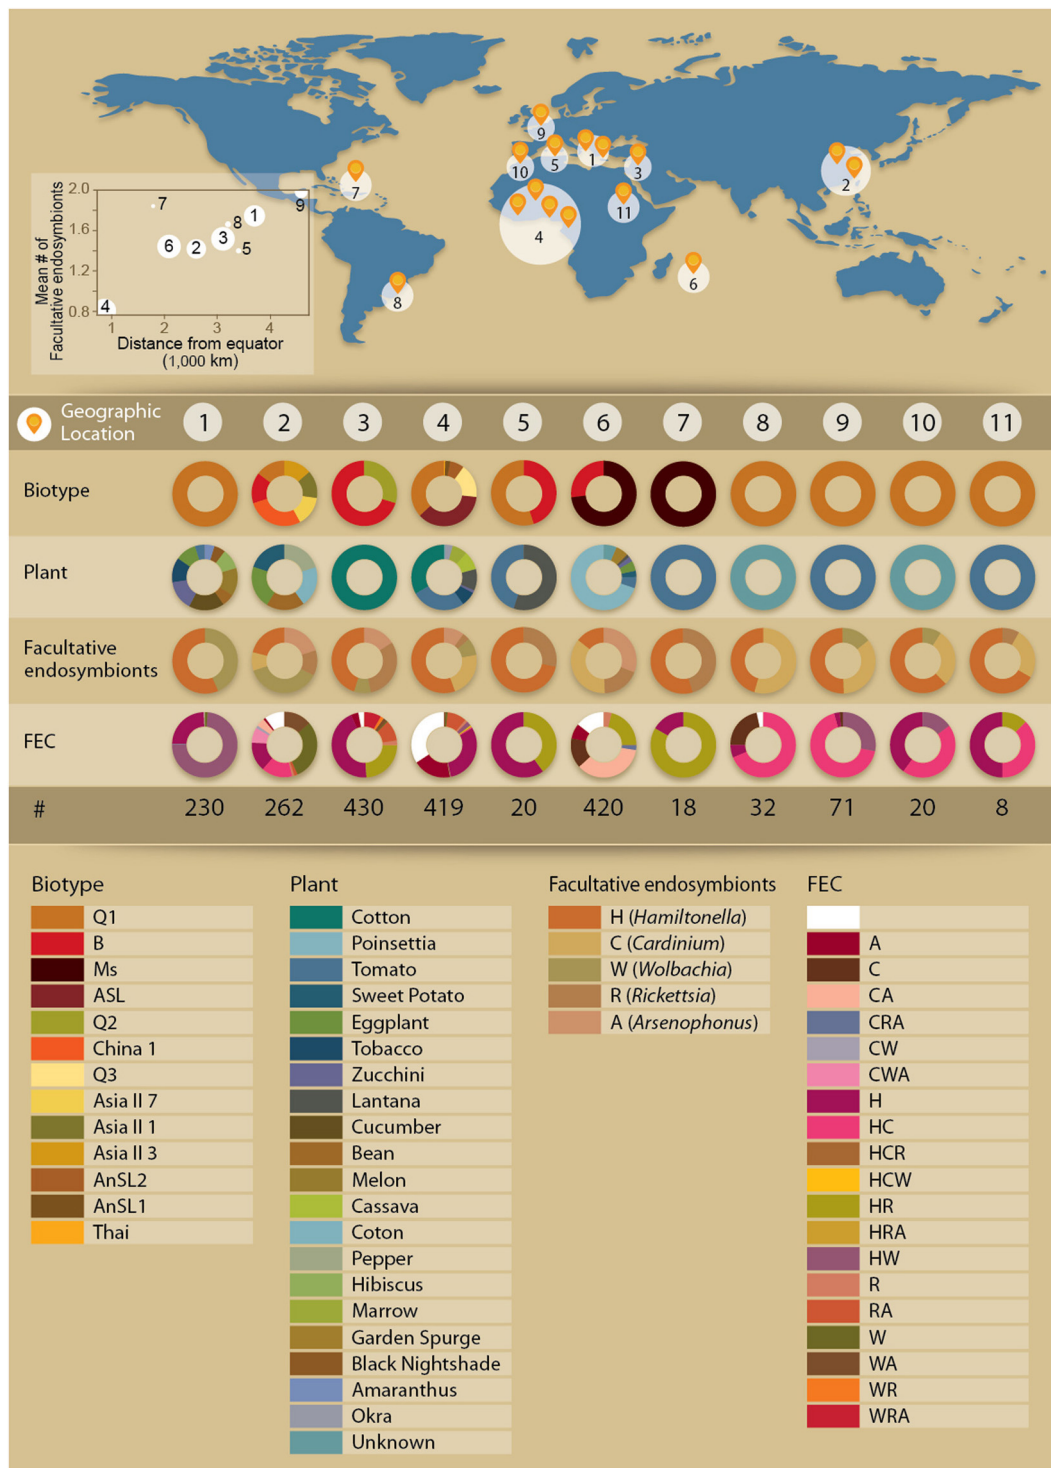 9
10
5
1
3
2
7
11
4
6
8
Mean # of
Facultative endosymbionts
2.0
1.6
1.2
0.8
7
9
8
1
6
2
3
5
4
1
2
3
4
Distance from equator
(1,000 km)
Geographic
Location
1 2 3 4 5 6 7 8 9 10 11
Biotype
Plant
Facultative
endosymbionts
FEC
# 230 262 430 419 20 420 18 32 71 20 8
Biotype
Q1
B
Ms
ASL
Q2
China 1
Q3
Asia II 7
Asia II 1
Asia II 3
AnSL2
AnSL1
Thai
Plant
Cotton
Poinsettia
Tomato
Sweet Potato
Eggplant
Tobacco
Zucchini
Lantana
Cucumber
Bean
Melon
Cassava
Coton
Pepper
Hibiscus
Marrow
Garden Spurge
Black Nightshade
Amaranthus
Okra
Unknown
Facultative endosymbionts
H (Hamiltonella)
C (Cardinium)
W (Wolbachia)
R (Rickettsia)
A (Arsenophonus)
FEC
A
C
CA
CRA
CW
CWA
H
HC
HCR
HCW
HR
HRA
HW
R
RA
W
WA
WR
WRA